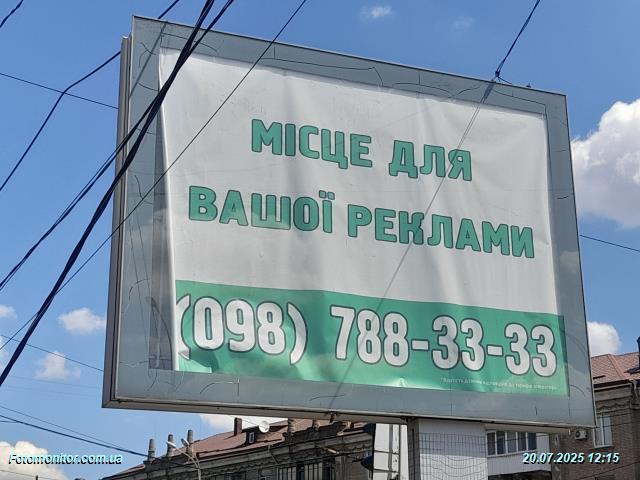 МІСЦЕ ДЛЯ
ВАШОЇ РЕКЛАМИ
(098) 788-33-33
Fotomonitor.com.ua
20.07.2025 12:15